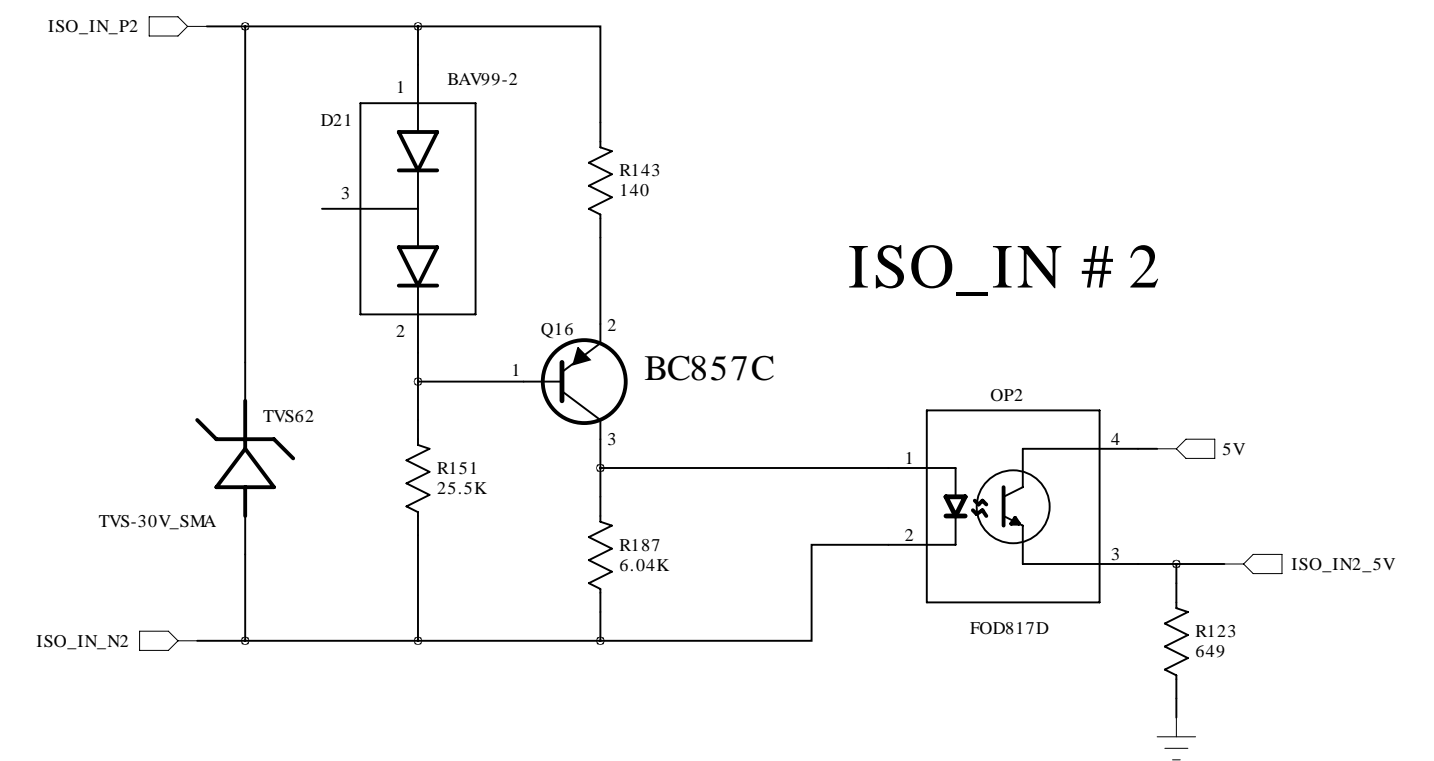 ISO_IN_P2
BAV99-2
1
D21
3
2
R143
140
ISO_IN # 2
Q16
2
1
BC857C
3
TVS62
TVS-30V_SMA
R151
25.5K
R187
6.04K
OP2
1
2
4
5V
3
ISO_IN2_5V
FOD817D
R123
649
ISO_IN_N2